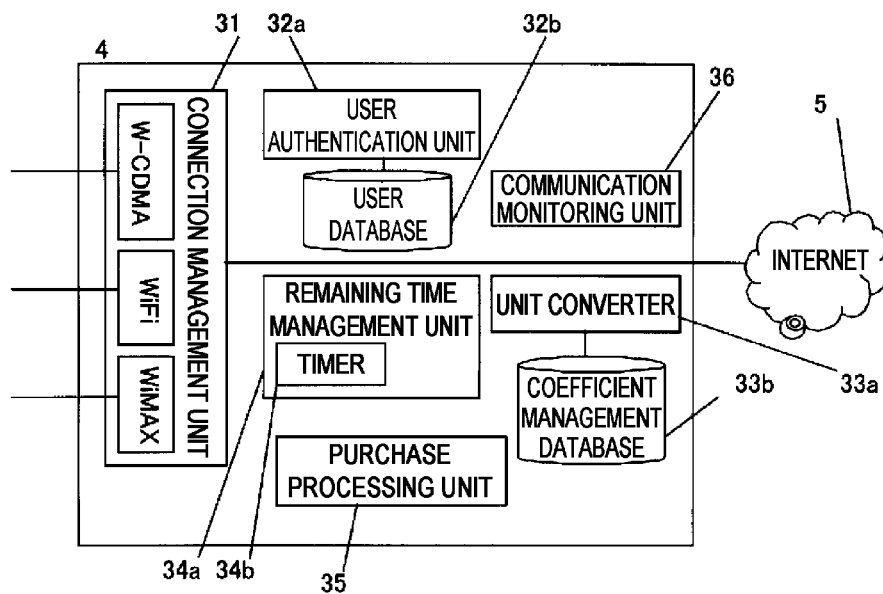 31
32a
32b
4
36
5
CONNECTION MANAGEMENT UNIT
W-CDMA
WiFi
WiMAX
USER
AUTHENTICATION UNIT
USER
DATABASE
COMMUNICATION
MONITORING UNIT
INTERNET
REMAINING TIME
MANAGEMENT UNIT
TIMER
UNIT CONVERTER
COEFFICIENT
MANAGEMENT
DATABASE
PURCHASE
PROCESSING UNIT
33b
33a
34a
34b
35